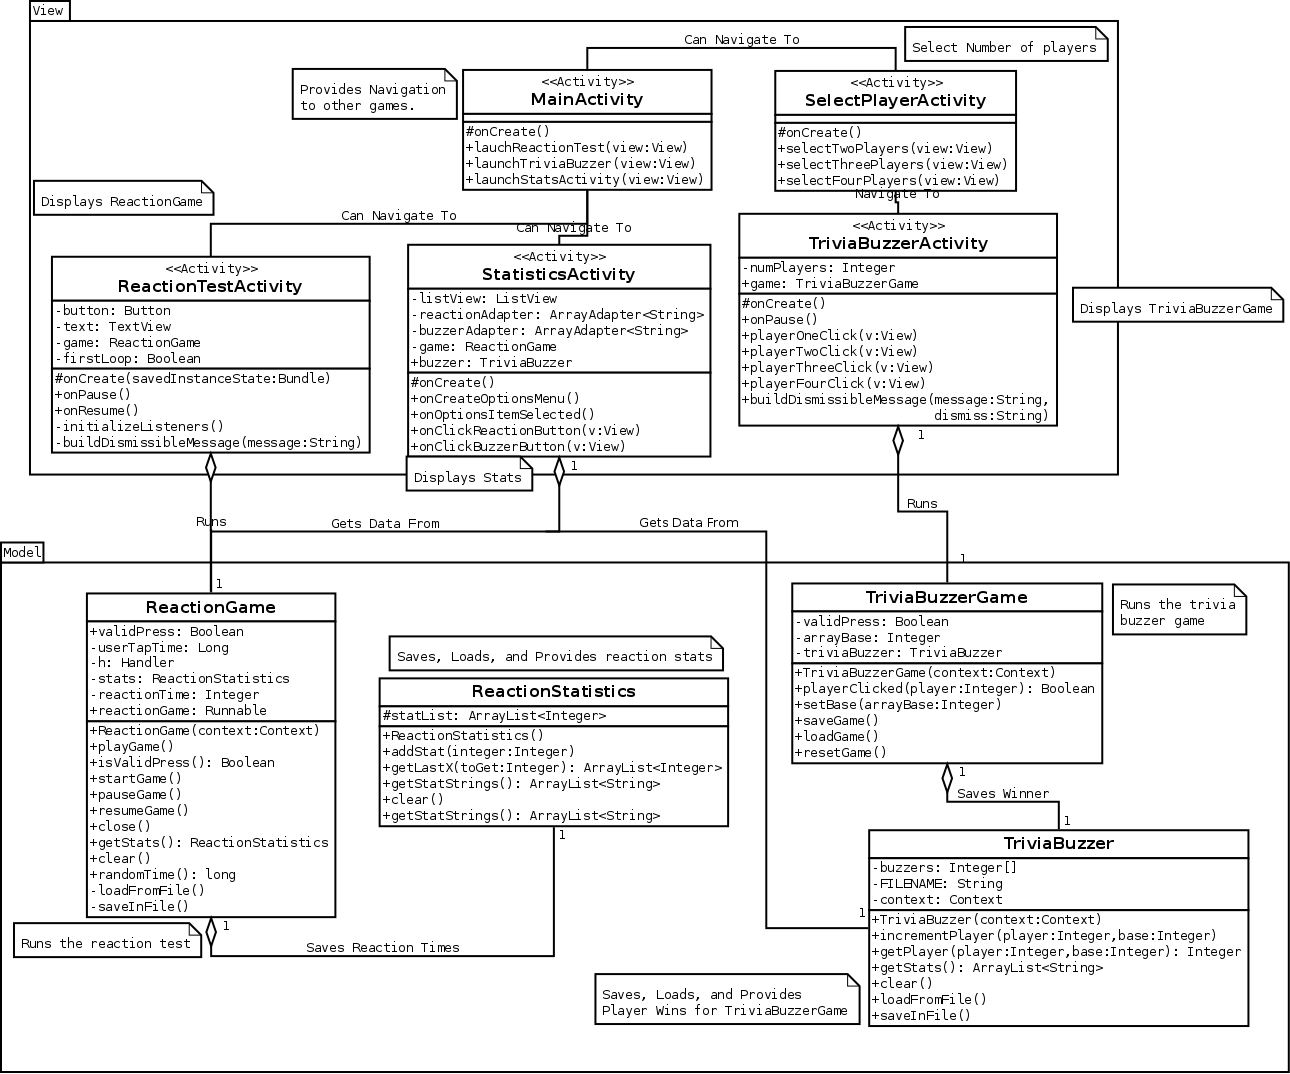 View
Can Navigate To
Select Number of players
Provides Navigation
to other games.
<<Activity>>
MainActivity
#onCreate()
+lauchReactionTest(view:View)
+launchTriviaBuzzer(view:View)
+launchStatsActivity(view:View)
<<Activity>>
SelectPlayerActivity
#onCreate()
+selectTwoPlayers(view:View)
+selectThreePlayers(view:View)
+selectFourPlayers(view:View)
Navigate To
Displays ReactionGame
Can Navigate To
Can Navigate To
<<Activity>>
ReactionTestActivity
-button: Button
-text: TextView
-game: ReactionGame
-firstLoop: Boolean
#onCreate(savedInstanceState:Bundle)
+onPause()
+onResume()
-initializeListeners()
-buildDismissibleMessage(message:String)
<<Activity>>
StatisticsActivity
-listView: ListView
-reactionAdapter: ArrayAdapter<String>
-buzzerAdapter: ArrayAdapter<String>
-game: ReactionGame
+buzzer: TriviaBuzzer
#onCreate()
+onCreateOptionsMenu()
+onOptionsItemSelected()
+onClickReactionButton(v:View)
+onClickBuzzerButton(v:View)
<<Activity>>
TriviaBuzzerActivity
-numPlayers: Integer
+game: TriviaBuzzerGame
#onCreate()
+onPause()
+playerOneClick(v:View)
+playerTwoClick(v:View)
+playerThreeClick(v:View)
+playerFourClick(v:View)
+buildDismissibleMessage(message:String,
dismiss:String)
Displays TriviaBuzzerGame
1
Displays Stats
1
Runs
Runs
Gets Data From
Gets Data From
Model
1
1
ReactionGame
+validPress: Boolean
-userTapTime: Long
-h: Handler
-stats: ReactionStatistics
-reactionTime: Integer
+reactionGame: Runnable
+ReactionGame(context:Context)
+playGame()
+isValidPress(): Boolean
+startGame()
+pauseGame()
+resumeGame()
+close()
+getStats(): ReactionStatistics
+clear()
+randomTime(): long
-loadFromFile()
-saveInFile()
Saves, Loads, and Provides reaction stats
ReactionStatistics
#statList: ArrayList<Integer>
+ReactionStatistics()
+addStat(integer:Integer)
+getLastX(toGet:Integer): ArrayList<Integer>
+getStatStrings(): ArrayList<String>
+clear()
+getStatStrings(): ArrayList<String>
1
TriviaBuzzerGame
-validPress: Boolean
-arrayBase: Integer
-triviaBuzzer: TriviaBuzzer
+TriviaBuzzerGame(context:Context)
+playerClicked(player:Integer): Boolean
+setBase(arrayBase:Integer)
+saveGame()
+loadGame()
+resetGame()
Runs the trivia
buzzer game
1
Saves Winner
1
TriviaBuzzer
-buzzers: Integer[]
-FILENAME: String
-context: Context
+TriviaBuzzer(context:Context)
+incrementPlayer(player:Integer,base:Integer)
+getPlayer(player:Integer,base:Integer): Integer
+getStats(): ArrayList<String>
+clear()
+loadFromFile()
+saveInFile()
1
Runs the reaction test
1
Saves Reaction Times
Saves, Loads, and Provides
Player Wins for TriviaBuzzerGame